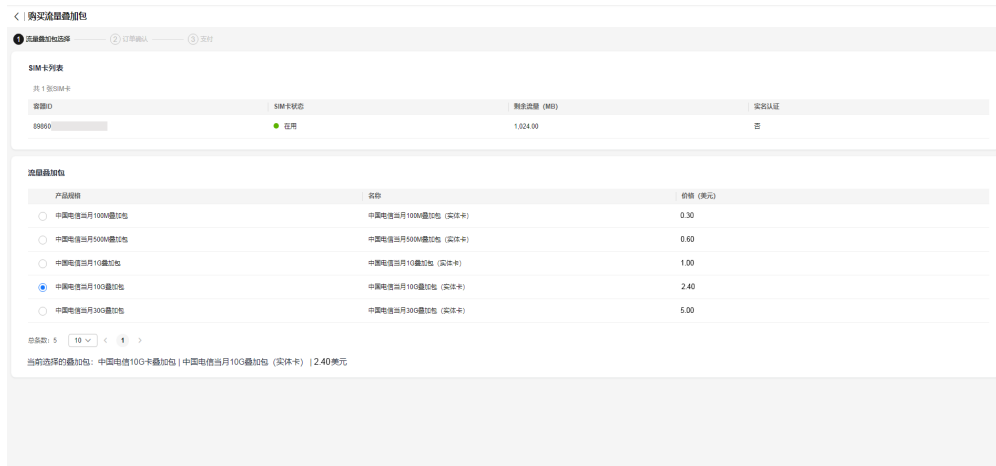 购买流量叠加包
1 流量叠加包选择 2 订单确认 3 支付
SIM卡列表
共 1 张SIM卡
容器ID SIM卡状态 剩余流量 (MB) 实名认证
89860 在用 1,024.00 否
流量叠加包
产品规格 名称 价格 (美元)
中国电信当月100M叠加包 中国电信当月100M叠加包 (实体卡) 0.30
中国电信当月500M叠加包 中国电信当月500M叠加包 (实体卡) 0.60
中国电信当月1G叠加包 中国电信当月1G叠加包 (实体卡) 1.00
中国电信当月10G叠加包 中国电信当月10G叠加包 (实体卡) 2.40
中国电信当月30G叠加包 中国电信当月30G叠加包 (实体卡) 5.00
总条数: 5 10 1
当前选择的叠加包: 中国电信10G卡叠加包 | 中国电信当月10G叠加包 (实体卡) | 2.40美元